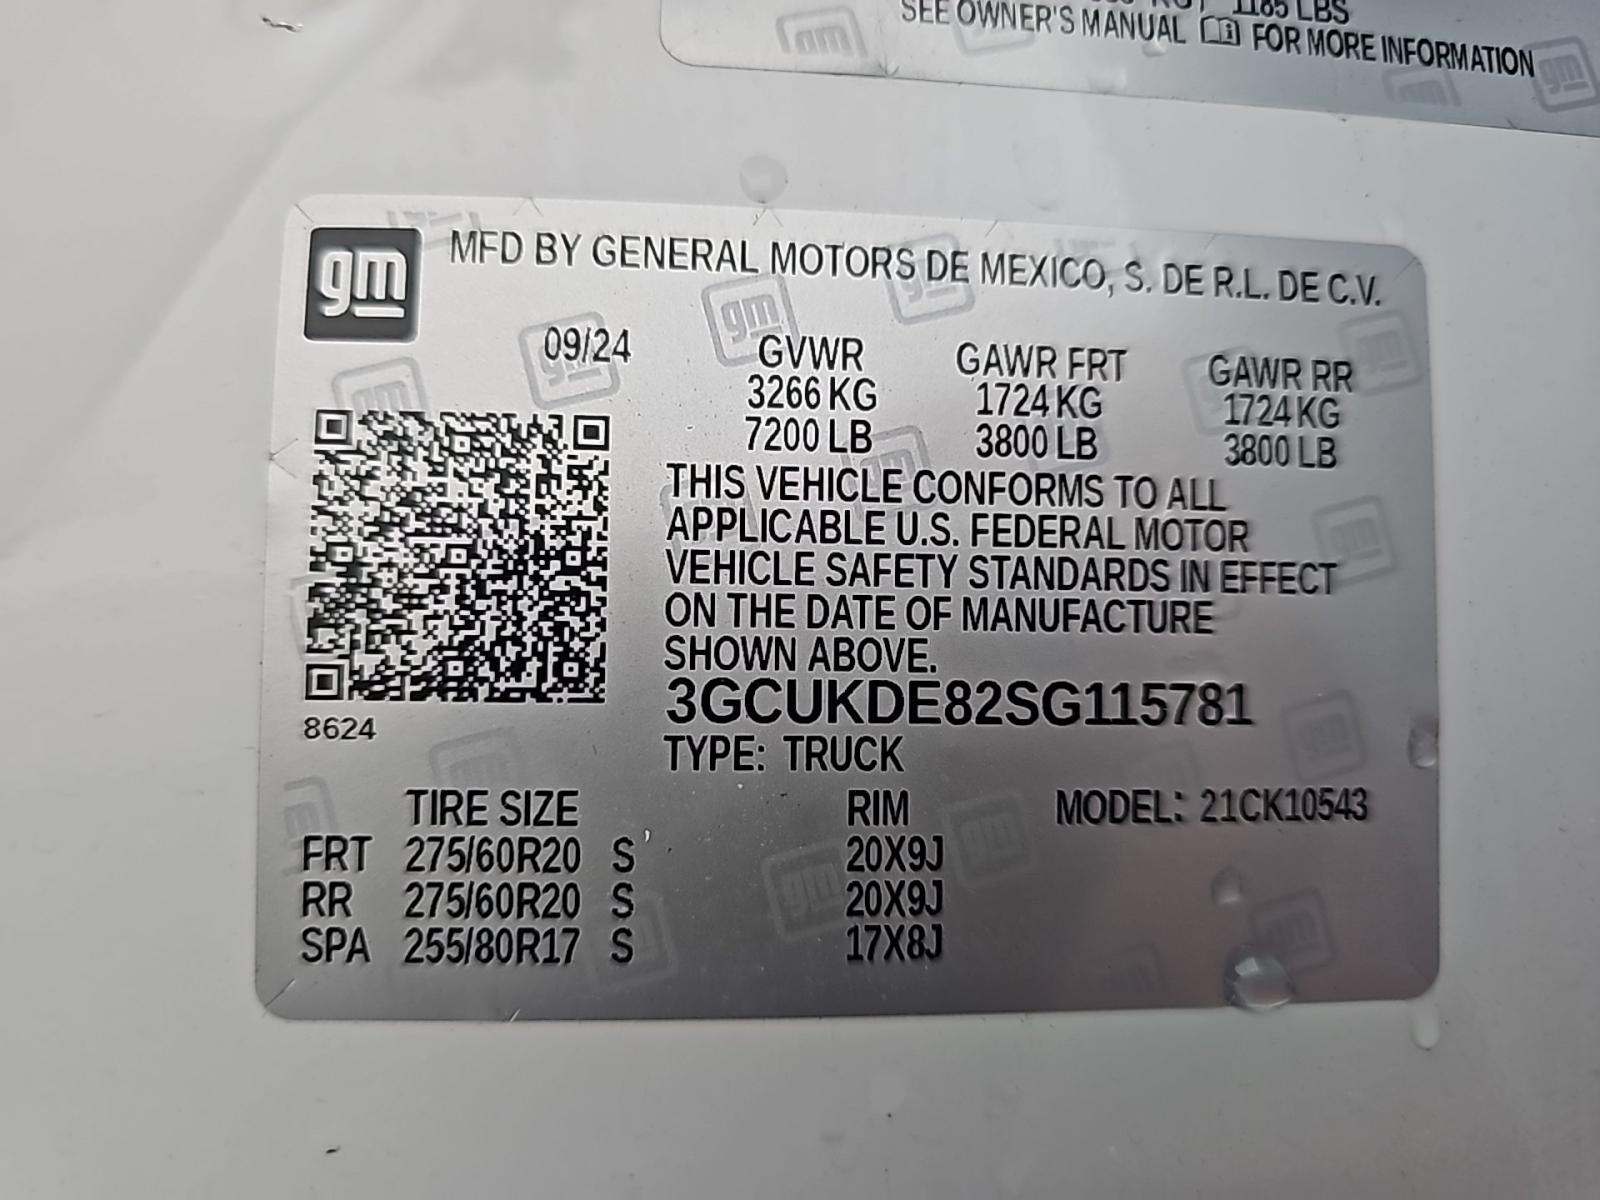 1185 LBS
SEE OWNER'S MANUAL FOR MORE INFORMATION
gm
MFD BY GENERAL MOTORS DE MEXICO, S. DE R.L. DE C.V.
09/24 GVWR GAWR FRT GAWR RR
3266 KG 1724 KG 1724 KG
7200 LB 3800 LB 3800 LB
THIS VEHICLE CONFORMS TO ALL
APPLICABLE U.S. FEDERAL MOTOR
VEHICLE SAFETY STANDARDS IN EFFECT
ON THE DATE OF MANUFACTURE
SHOWN ABOVE.
3GCUKDE82SG115781
8624
TYPE: TRUCK
TIRE SIZE RIM MODEL: 21CK10543
FRT 275/60R20 S 20X9J
RR 275/60R20 S 20X9J
SPA 255/80R17 S 17X8J